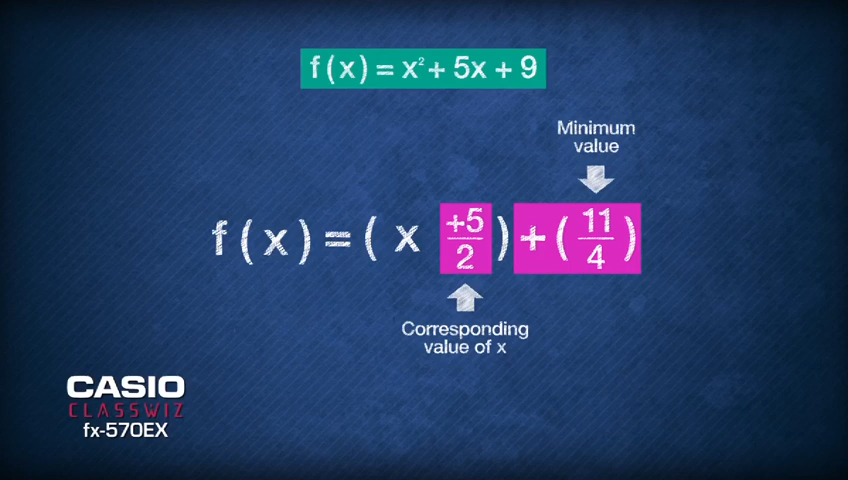 f(x) = x² + 5x + 9
Minimum
value
f(x) = (x +5/2) + (11/4)
Corresponding
value of x
CASIO
CLASSWIZ
fx-570EX